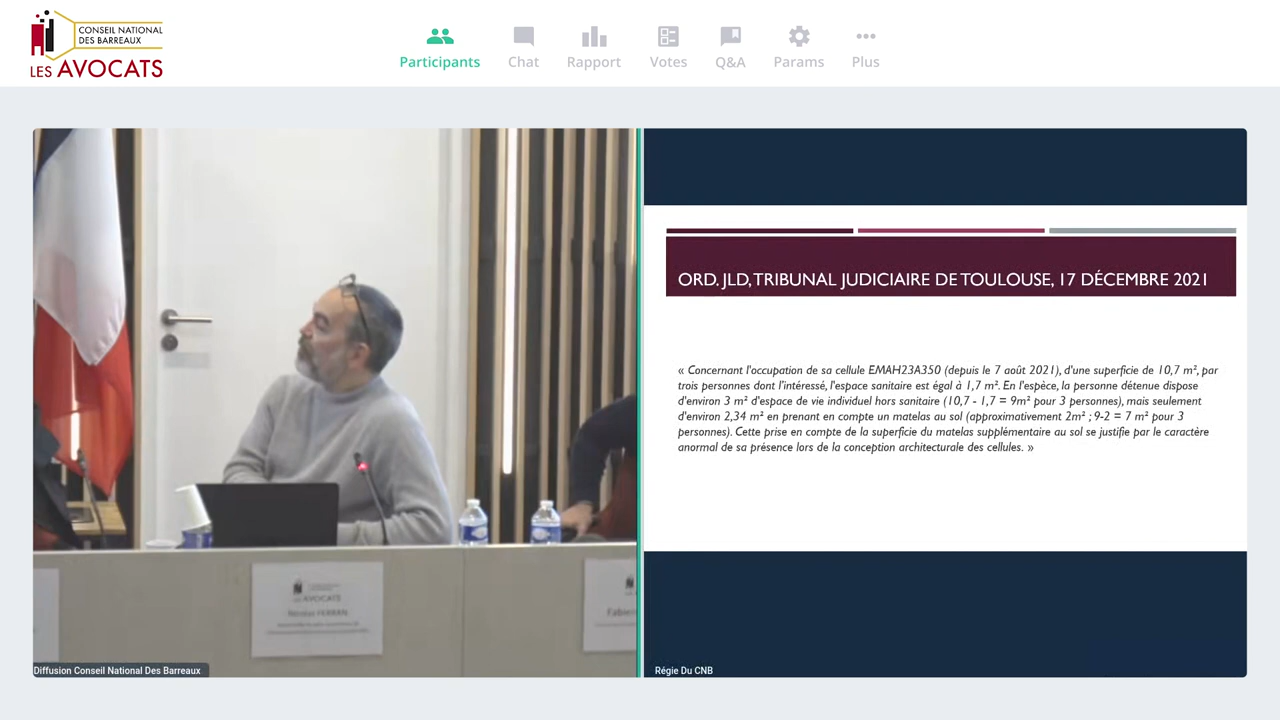 CONSEIL NATIONAL
DES BARREAUX
LES AVOCATS
Participants
Chat
Rapport
Votes
Q&A
Params
Plus
ORD. JLD, TRIBUNAL JUDICIAIRE DE TOULOUSE, 17 DÉCEMBRE 2021
« Concernant l'occupation de sa cellule EMAH23A350 (depuis le 7 août 2021), d'une superficie de 10,7 m², par
trois personnes dont l'intéressé, l'espace sanitaire est égal à 1,7 m². En l'espèce, la personne détenue dispose
d'environ 3 m² d'espace de vie individuel hors sanitaire (10,7 - 1,7 = 9m² pour 3 personnes), mais seulement
d'environ 2,34 m² en prenant en compte un matelas au sol (approximativement 2m² ; 9-2 = 7 m² pour 3
personnes). Cette prise en compte de la superficie du matelas supplémentaire au sol se justifie par le caractère
anormal de sa présence lors de la conception architecturale des cellules. »
LES AVOCATS
Nicolas FERRAN
Fabien
Diffusion Conseil National Des Barreaux
Régie Du CNB